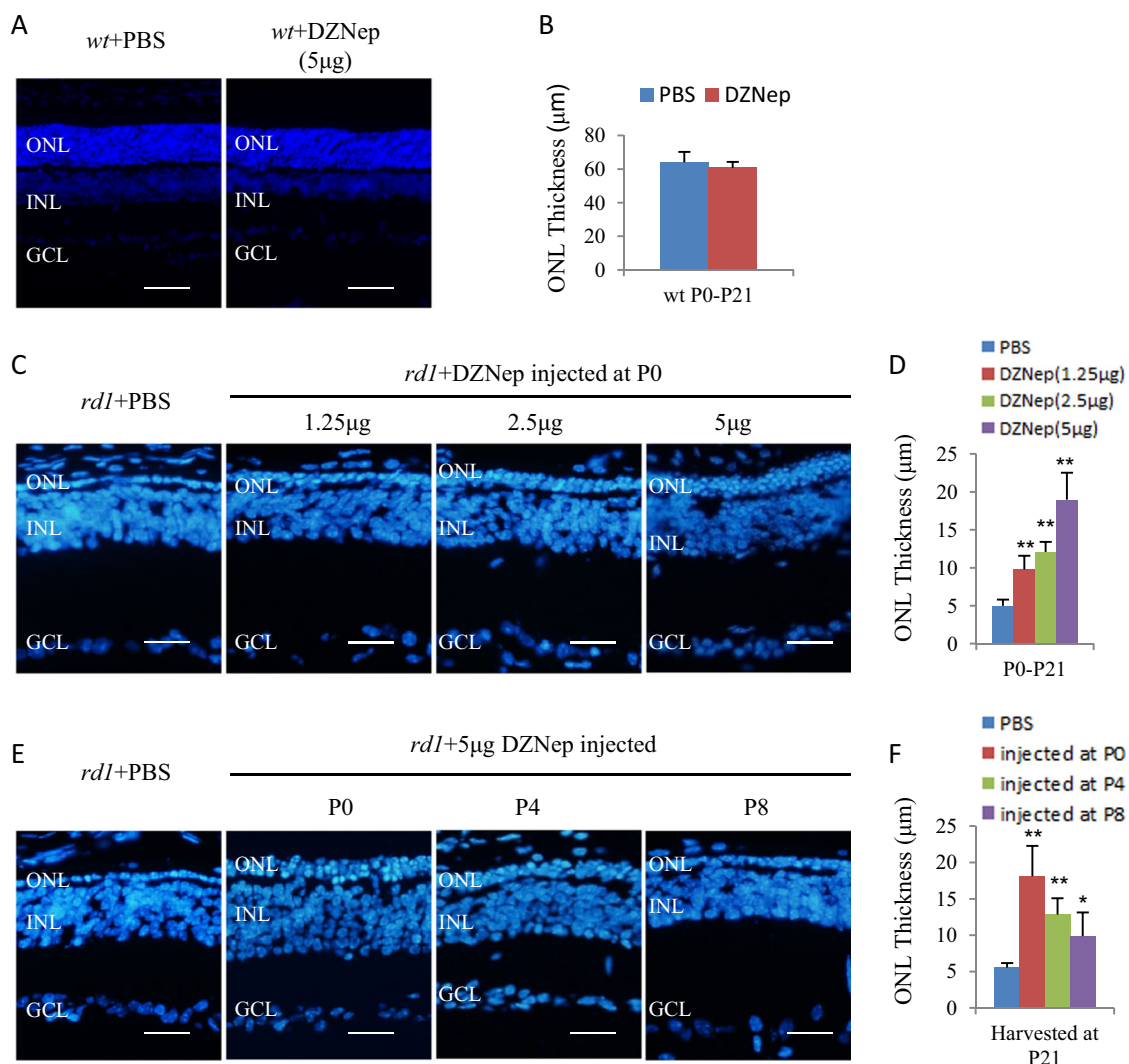 A
wt+PBS
wt+DZNep
(5µg)
ONL
INL
GCL
ONL
INL
GCL
B
PBS DZNep
ONL Thickness (µm)
80
60
40
20
0
wt P0-P21
C
rd1+PBS
rd1+DZNep injected at P0
1.25µg 2.5µg 5µg
ONL
INL
GCL
ONL
INL
GCL
ONL
INL
GCL
ONL
INL
GCL
D
PBS
DZNep(1.25µg)
DZNep(2.5µg)
DZNep(5µg)
ONL Thickness (µm)
25
20
15
10
5
0
** ** **
P0-P21
E
rd1+PBS
rd1+5µg DZNep injected
P0 P4 P8
ONL
INL
GCL
ONL
INL
GCL
ONL
INL
GCL
ONL
INL
GCL
F
PBS
injected at P0
injected at P4
injected at P8
ONL Thickness (µm)
25
20
15
10
5
0
** ** *
Harvested at
P21